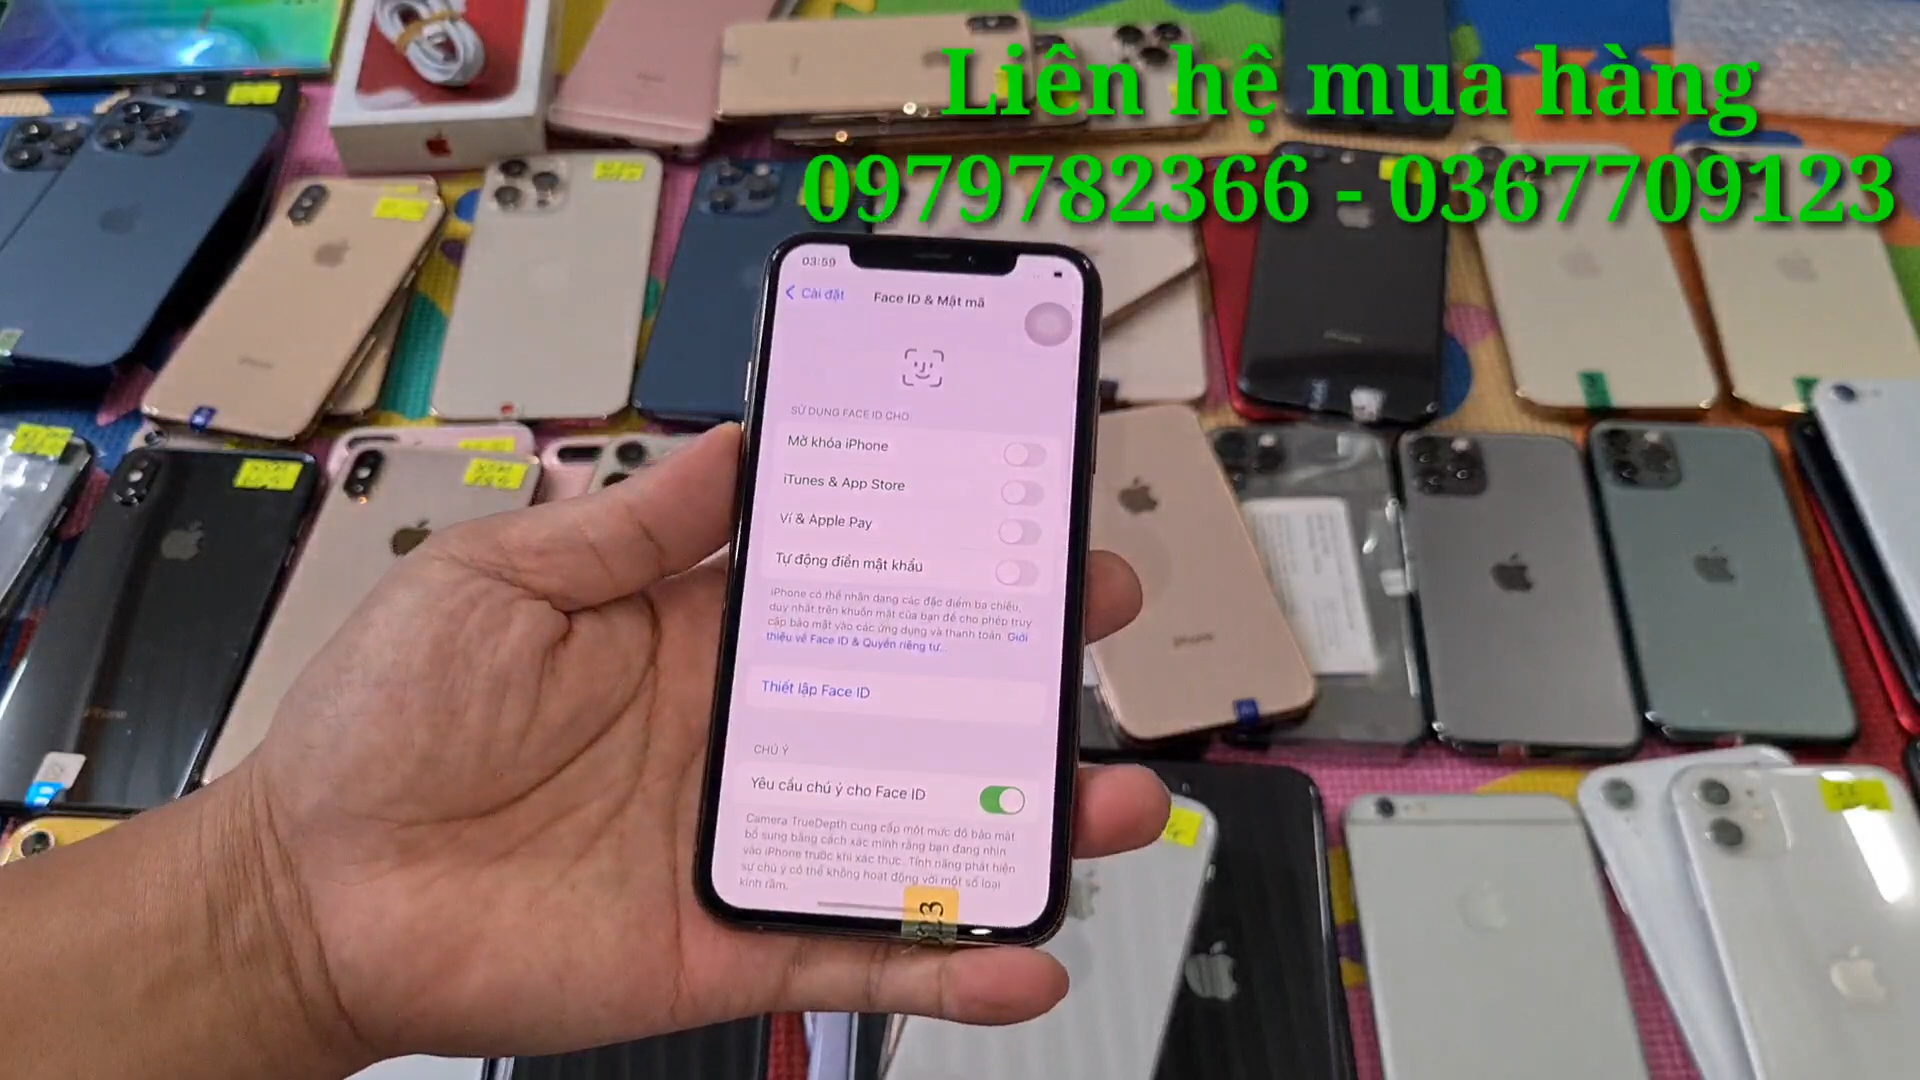 Liên hệ mua hàng
0979782366 - 0367709123
03:59
Cài đặt
Face ID & Mật mã
SỬ DỤNG FACE ID CHO
Mở khóa iPhone
iTunes & App Store
Ví & Apple Pay
Tự động điền mật khẩu
iPhone có thể nhận dạng các đặc điểm ba chiều,
duy nhất trên khuôn mặt của bạn để cho phép truy
cập bảo mật vào các ứng dụng và thanh toán. Giới
thiệu về Face ID & Quyền riêng tư...
Thiết lập Face ID
CHÚ Ý
Yêu cầu chú ý cho Face ID
Camera TrueDepth cung cấp một mức độ bảo mật
bổ sung bằng cách xác minh rằng bạn đang nhìn
vào iPhone trước khi xác thực. Tính năng phát hiện
sự chú ý có thể không hoạt động với một số loại
kính râm.
iPhone